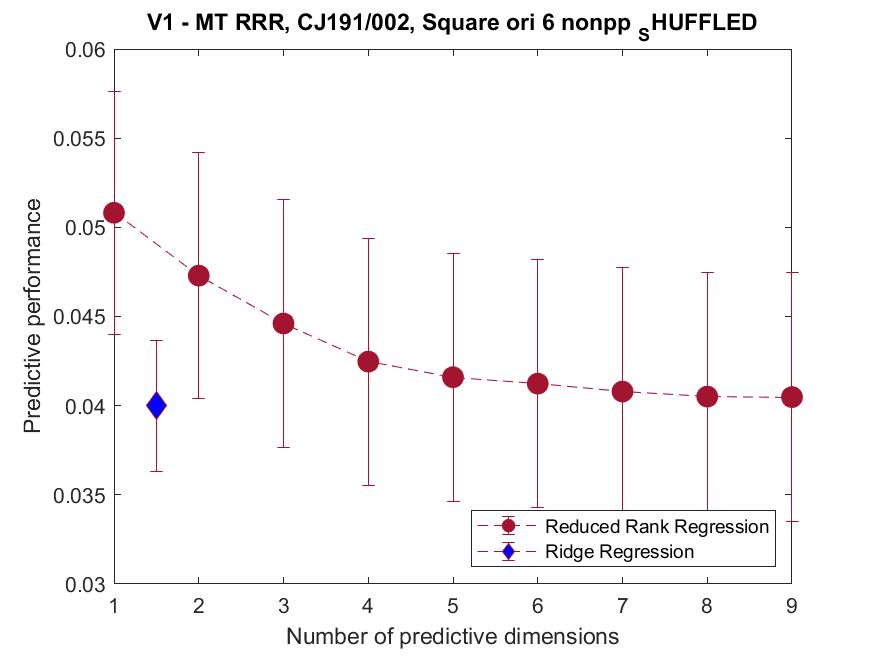 V1 - MT RRR, CJ191/002, Square ori 6 nonpp SHUFFLED
0.06
0.055
0.05
0.045
0.04
0.035
0.03
Predictive performance
Reduced Rank Regression
Ridge Regression
1 2 3 4 5 6 7 8 9
Number of predictive dimensions